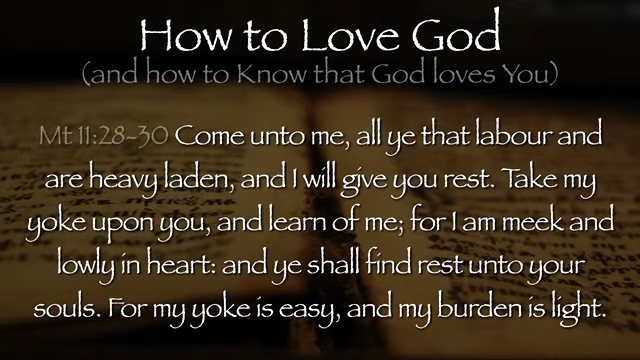 How to Love God
(and how to Know that God loves You)
Mt 11:28-30 Come unto me, all ye that labour and
are heavy laden, and I will give you rest. Take my
yoke upon you, and learn of me; for I am meek and
lowly in heart: and ye shall find rest unto your
souls. For my yoke is easy, and my burden is light.